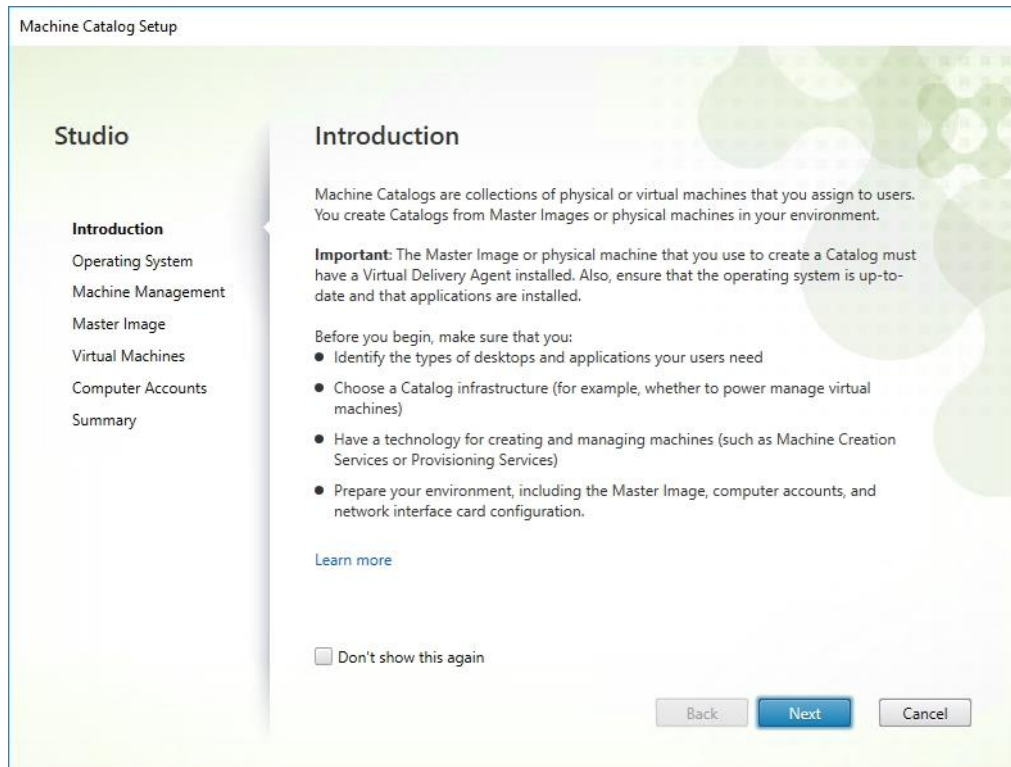 Machine Catalog Setup
Studio
Introduction
Operating System
Machine Management
Master Image
Virtual Machines
Computer Accounts
Summary
Introduction
Machine Catalogs are collections of physical or virtual machines that you assign to users.
You create Catalogs from Master Images or physical machines in your environment.
Important: The Master Image or physical machine that you use to create a Catalog must
have a Virtual Delivery Agent installed. Also, ensure that the operating system is up-to-
date and that applications are installed.
Before you begin, make sure that you:
● Identify the types of desktops and applications your users need
● Choose a Catalog infrastructure (for example, whether to power manage virtual
machines)
● Have a technology for creating and managing machines (such as Machine Creation
Services or Provisioning Services)
● Prepare your environment, including the Master Image, computer accounts, and
network interface card configuration.
Learn more
Don't show this again
Back
Next
Cancel